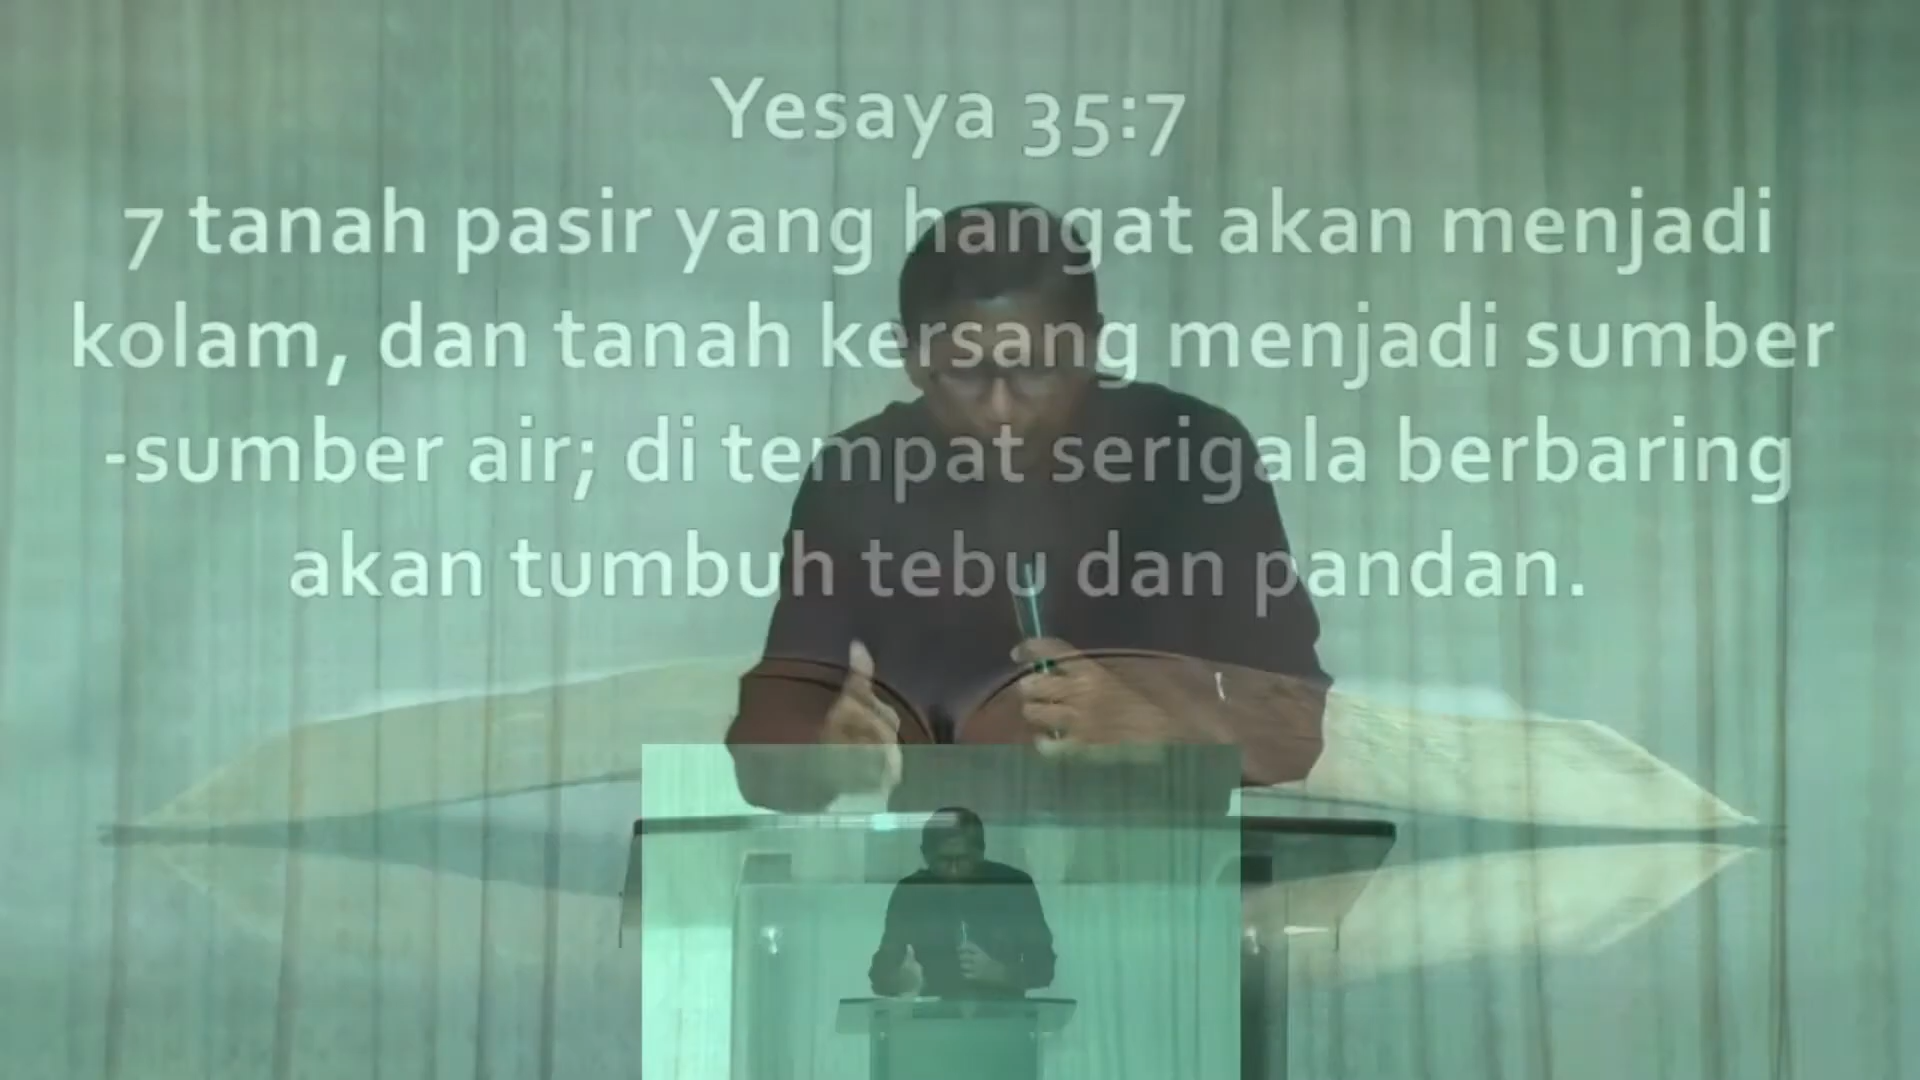 Yesaya 35:7
7 tanah pasir yang hangat akan menjadi
kolam, dan tanah kersang menjadi sumber
-sumber air; di tempat serigala berbaring
akan tumbuh tebu dan pandan.